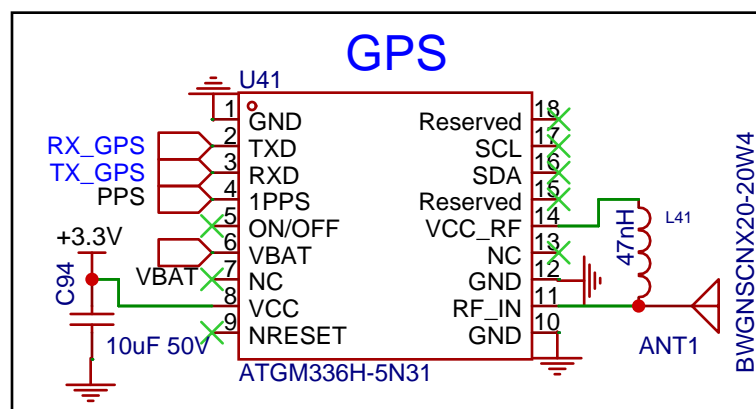 GPS
U41
1
GND
Reserved
18
RX_GPS
2
TXD
SCL
17
TX_GPS
3
RXD
SDA
16
PPS
4
1PPS
Reserved
15
5
ON/OFF
VCC_RF
14
+3.3V
6
VBAT
NC
13
VBAT
7
NC
GND
12
C94
8
VCC
RF_IN
11
9
NRESET
GND
10
10uF 50V
ATGM336H-5N31
47nH
L41
ANT1
BWGNSCNX20-20W4